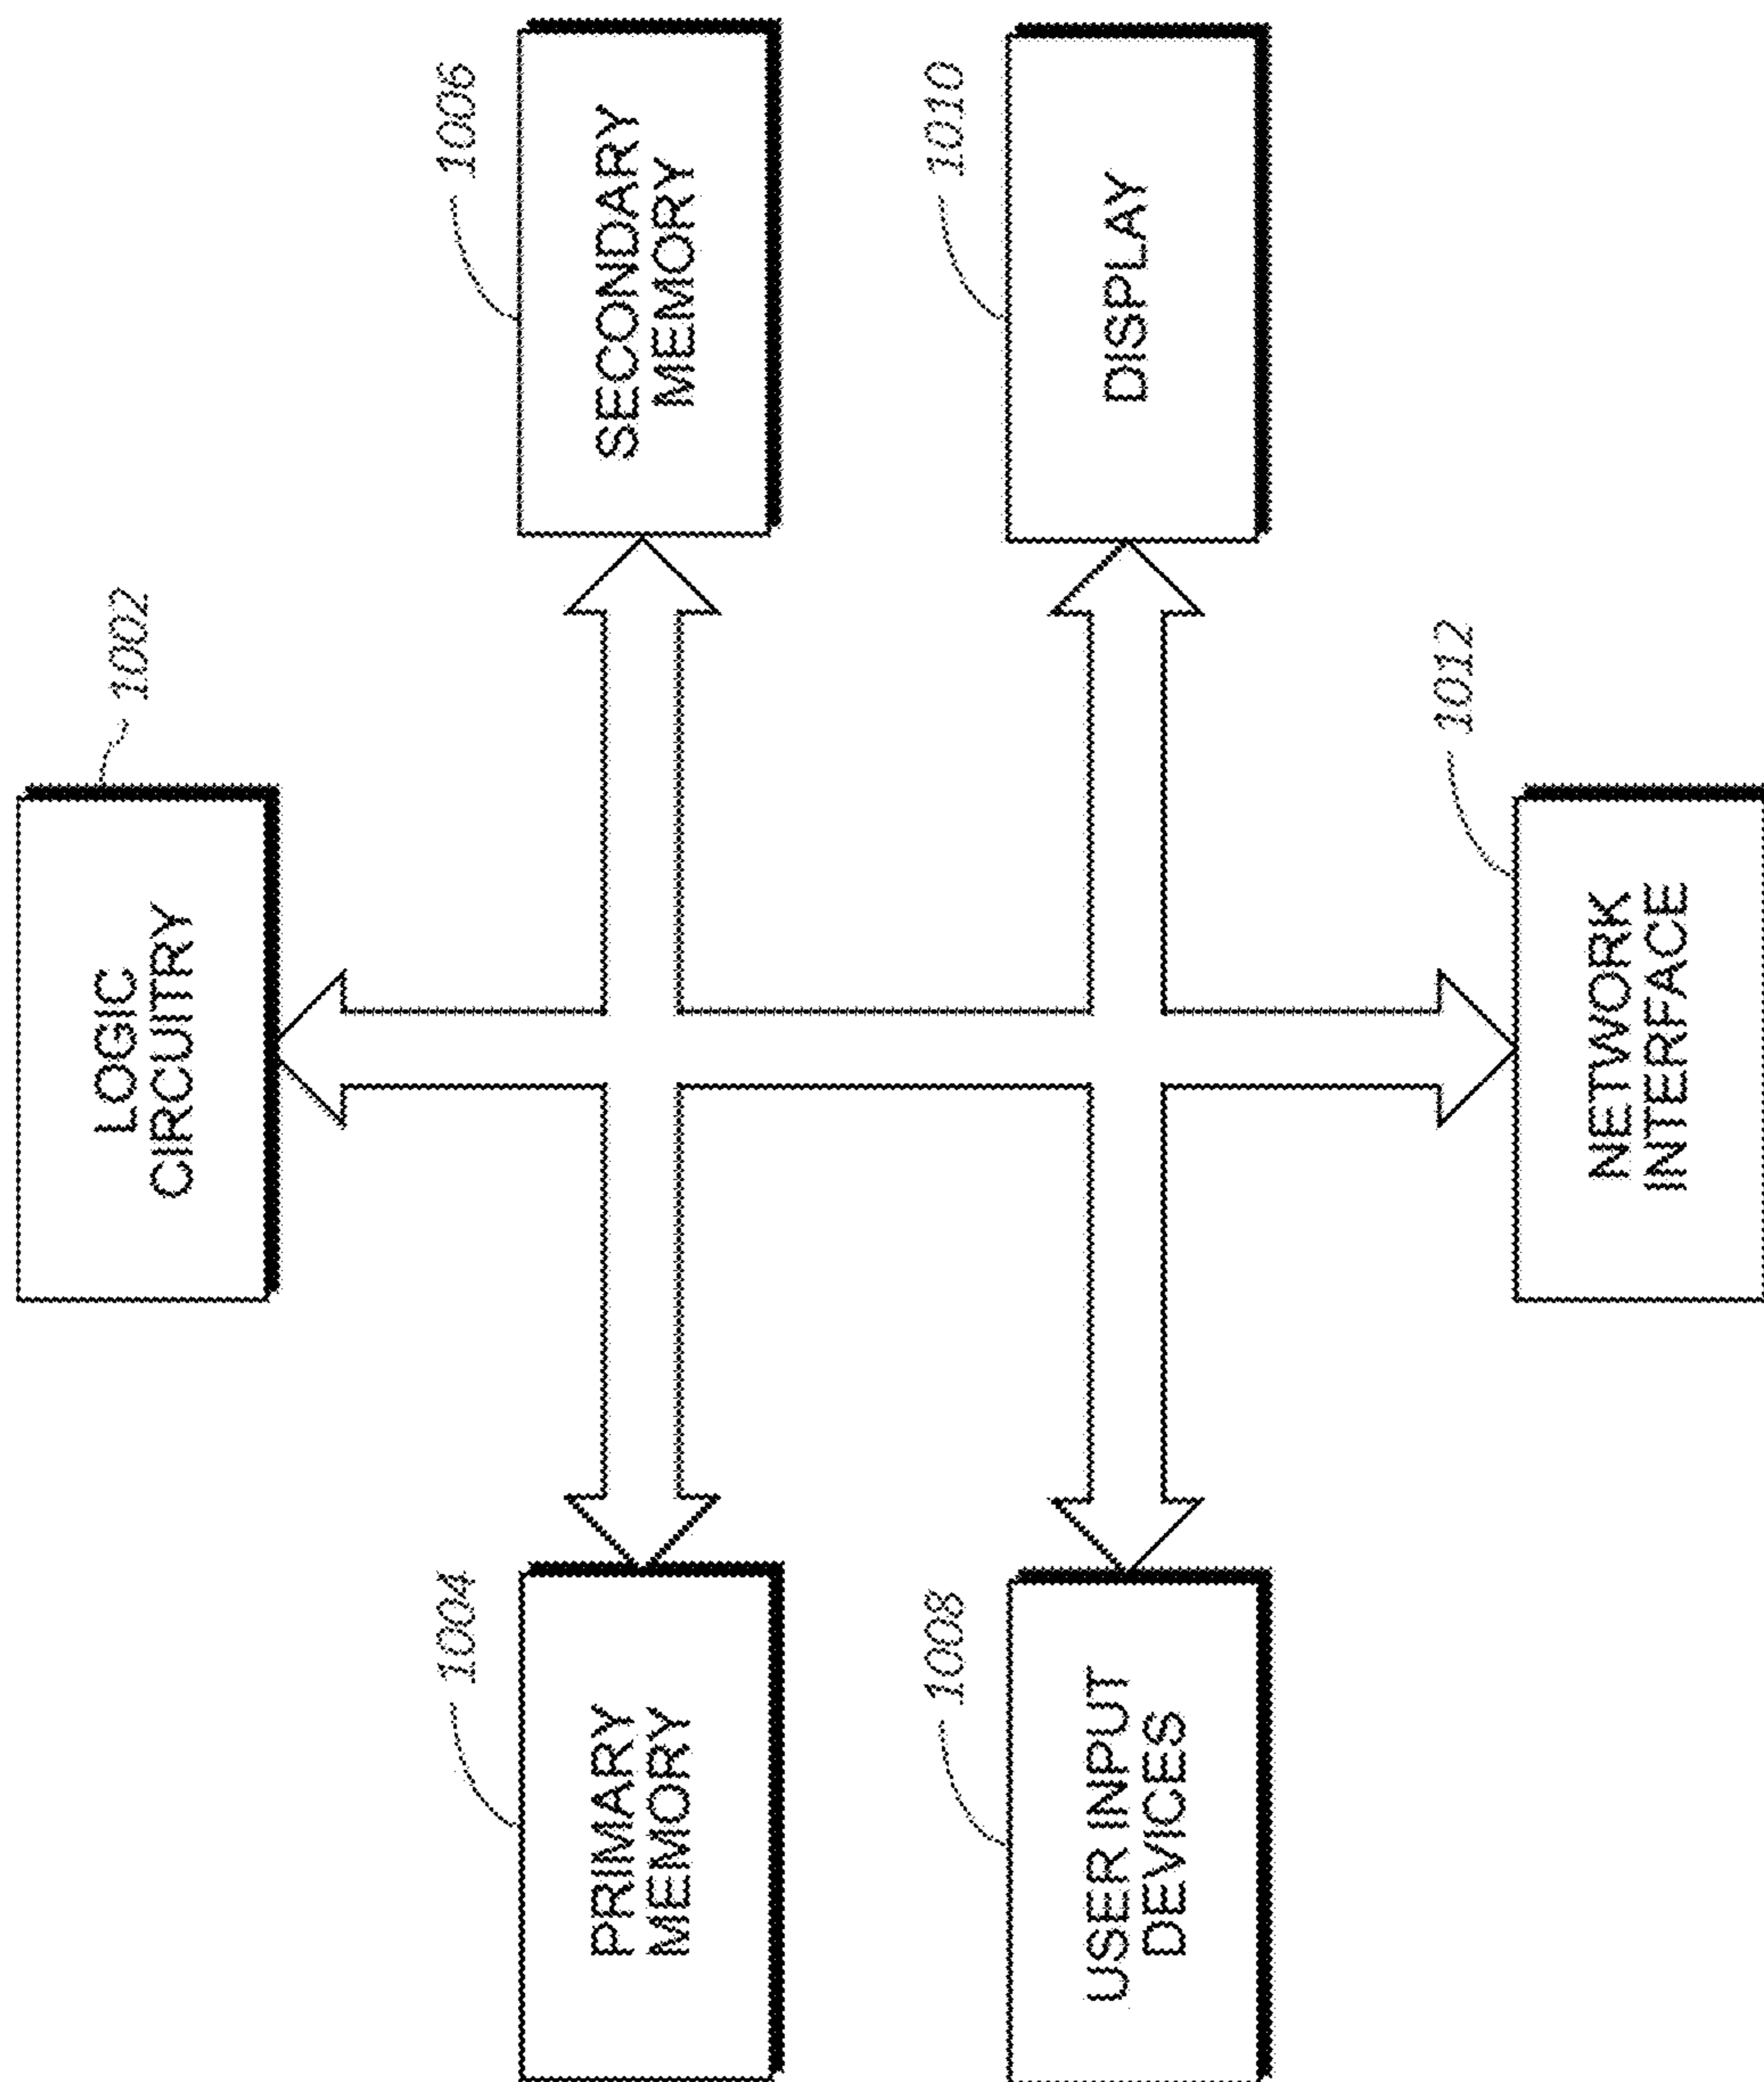 1002
LOGIC
CIRCUITRY
1004
PRIMARY
MEMORY
1006
SECONDARY
MEMORY
1008
USER INPUT
DEVICES
1010
DISPLAY
1012
NETWORK
INTERFACE